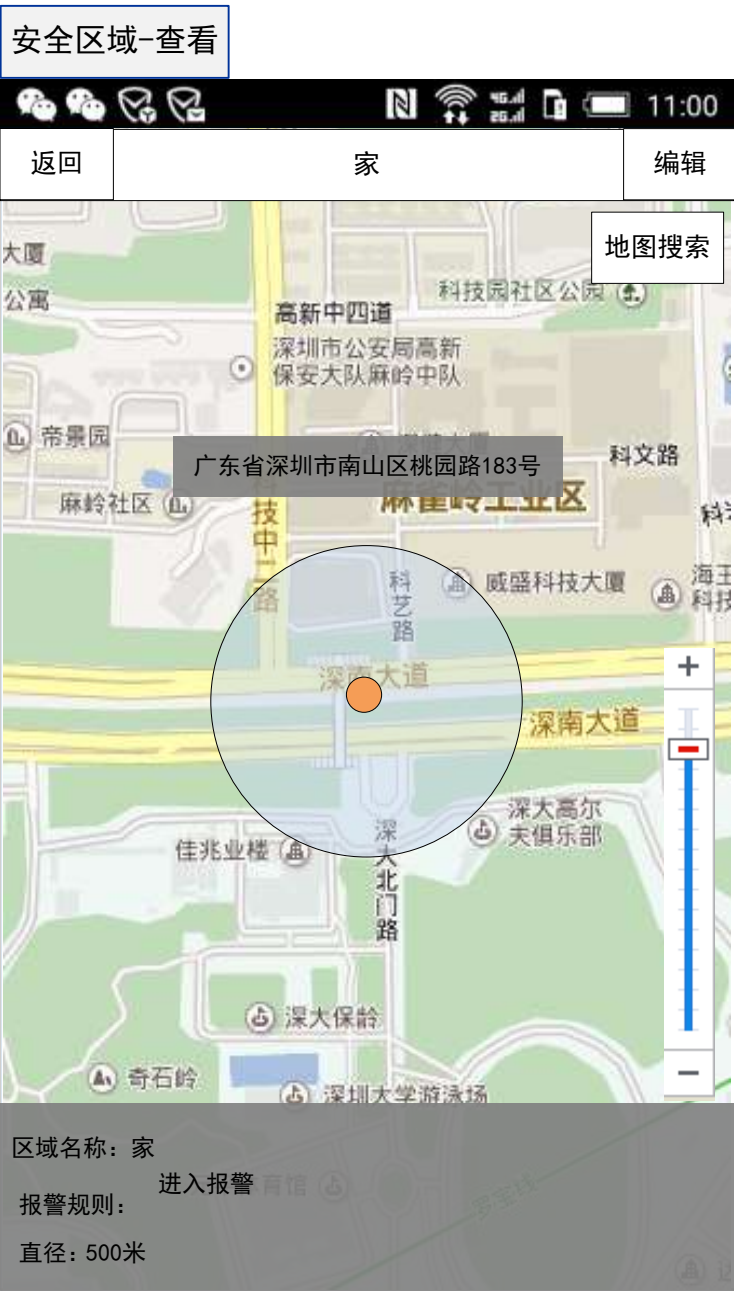 安全区域-查看
4G
2G
11:00
返回
家
编辑
大厦
地图搜索
公寓
科技园社区公园
高新中四道
深圳市公安局高新
保安大队麻岭中队
帝景园
广东省深圳市南山区桃园路183号
科文路
麻岭社区
麻雀岭工业区
科技中二路
海王
科技
科艺路
威盛科技大厦
深南大道
深南大道
深大高尔
夫俱乐部
佳兆业楼
深大北门路
深大保龄
奇石岭
深圳大学游泳场
区域名称：家
进入报警
体育馆
报警规则：
罗宝线
直径：500米